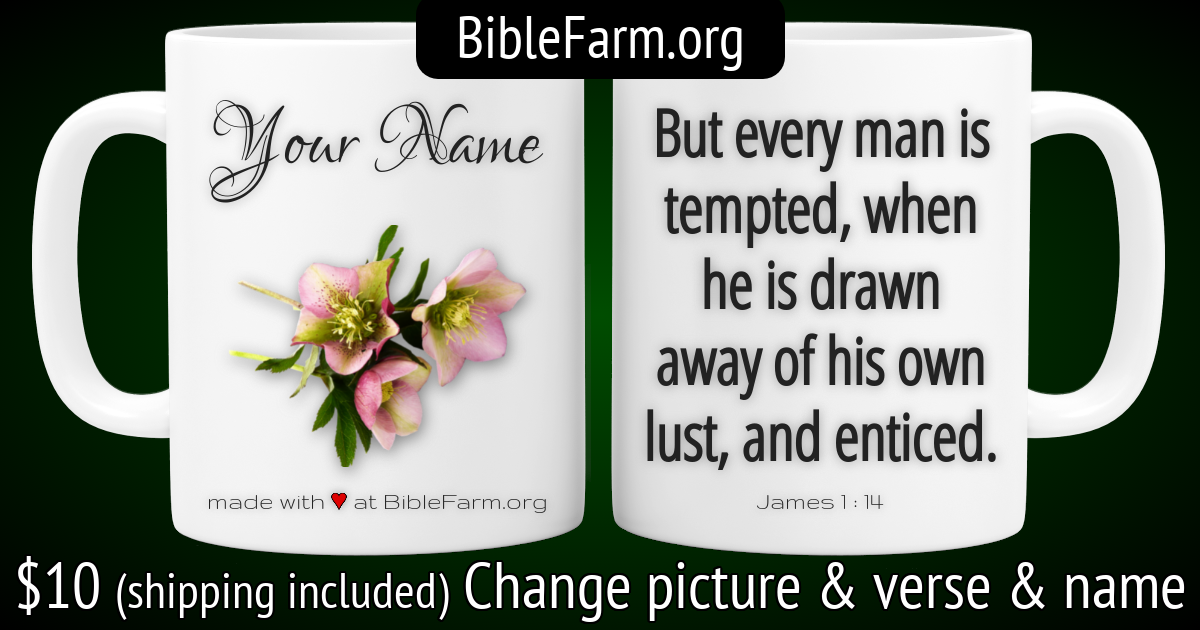 BibleFarm.org
Your Name
made with ♥ at BibleFarm.org
But every man is
tempted, when
he is drawn
away of his own
lust, and enticed.
James 1 : 14
$10 (shipping included) Change picture & verse & name